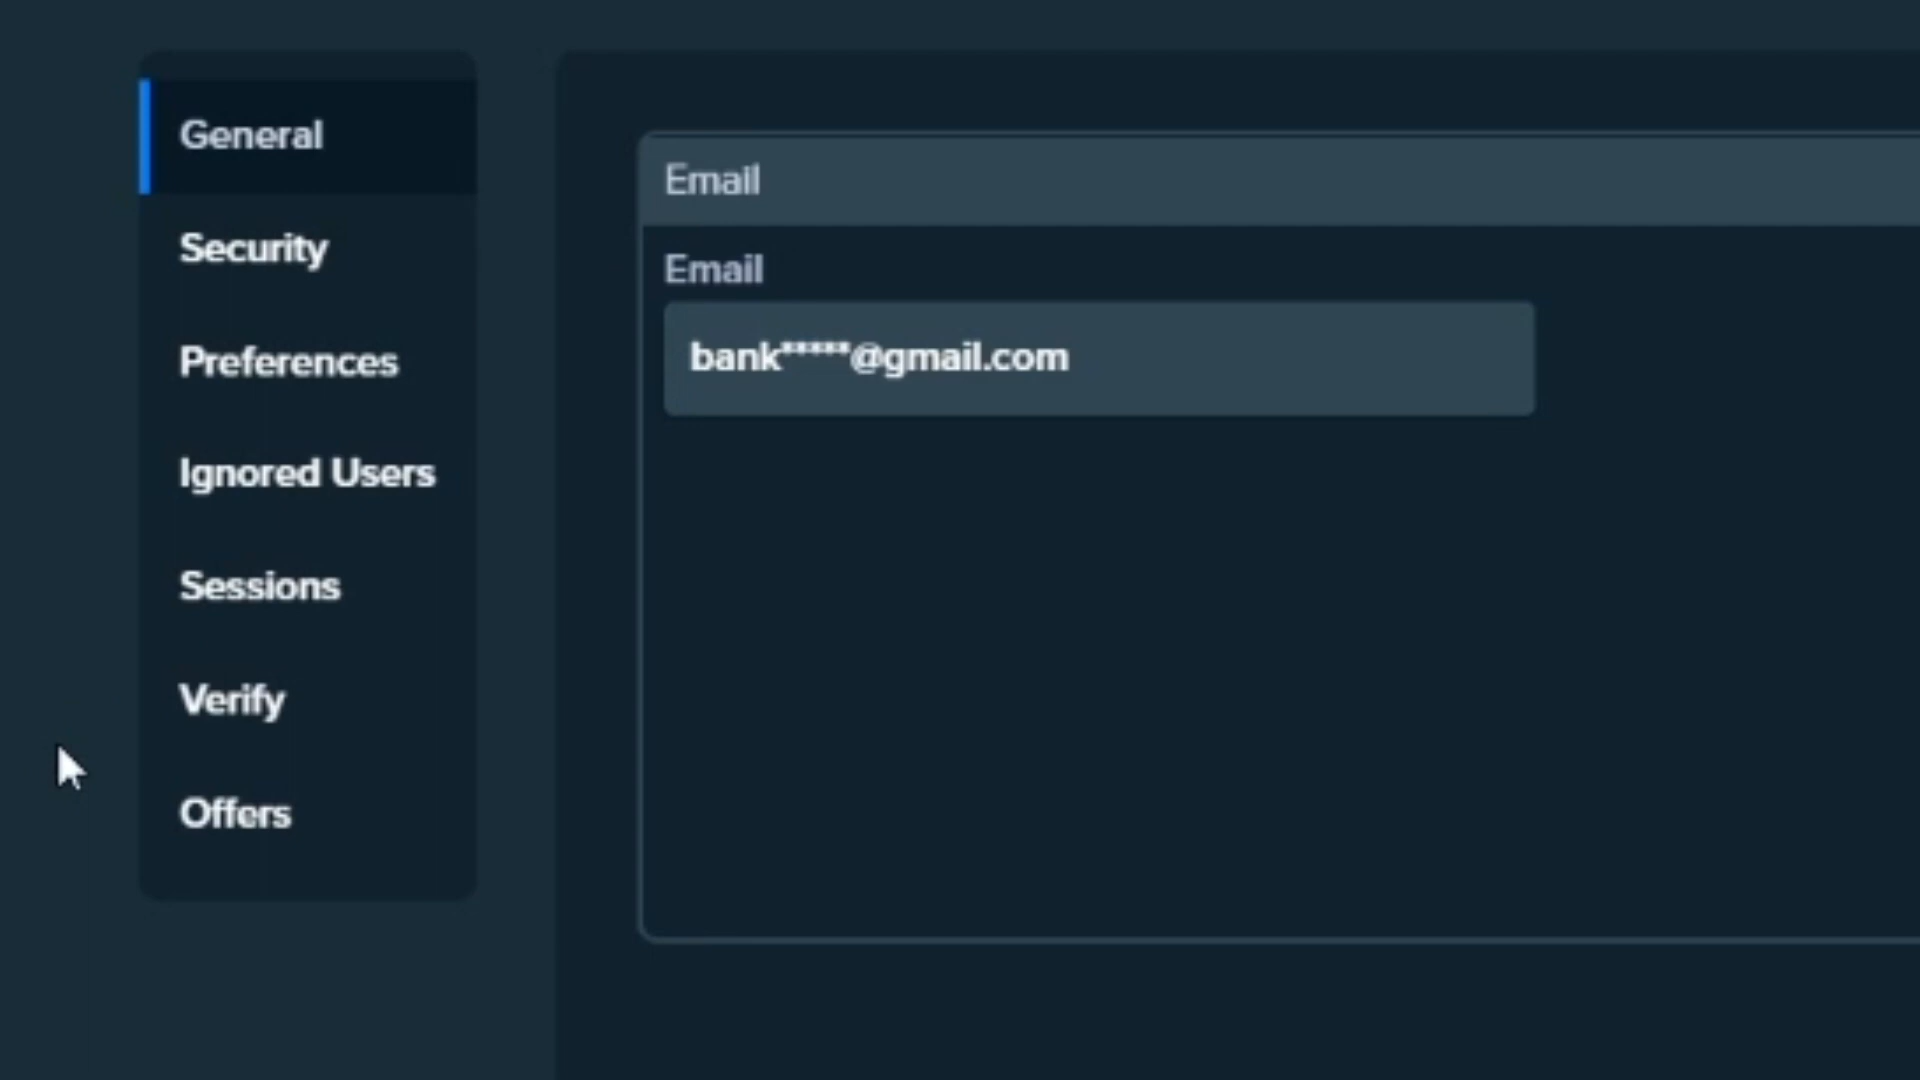 General
Security
Preferences
Ignored Users
Sessions
Verify
Offers
Email
Email
bank*****@gmail.com